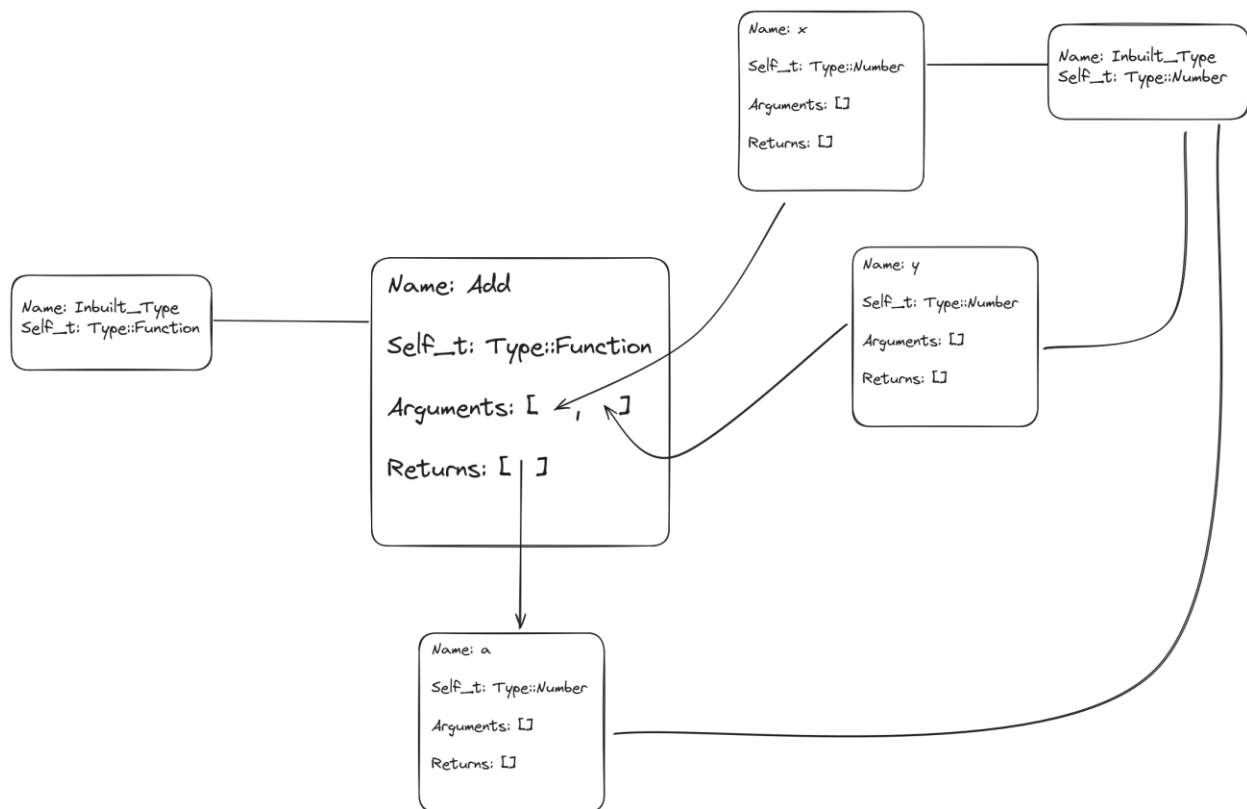 Name: x
Self_t: Type::Number
Arguments: []
Returns: []
Name: Inbuilt_Type
Self_t: Type::Number
Name: Inbuilt_Type
Self_t: Type::Function
Name: Add
Self_t: Type::Function
Arguments: [ , ]
Returns: [ ]
Name: y
Self_t: Type::Number
Arguments: []
Returns: []
Name: a
Self_t: Type::Number
Arguments: []
Returns: []